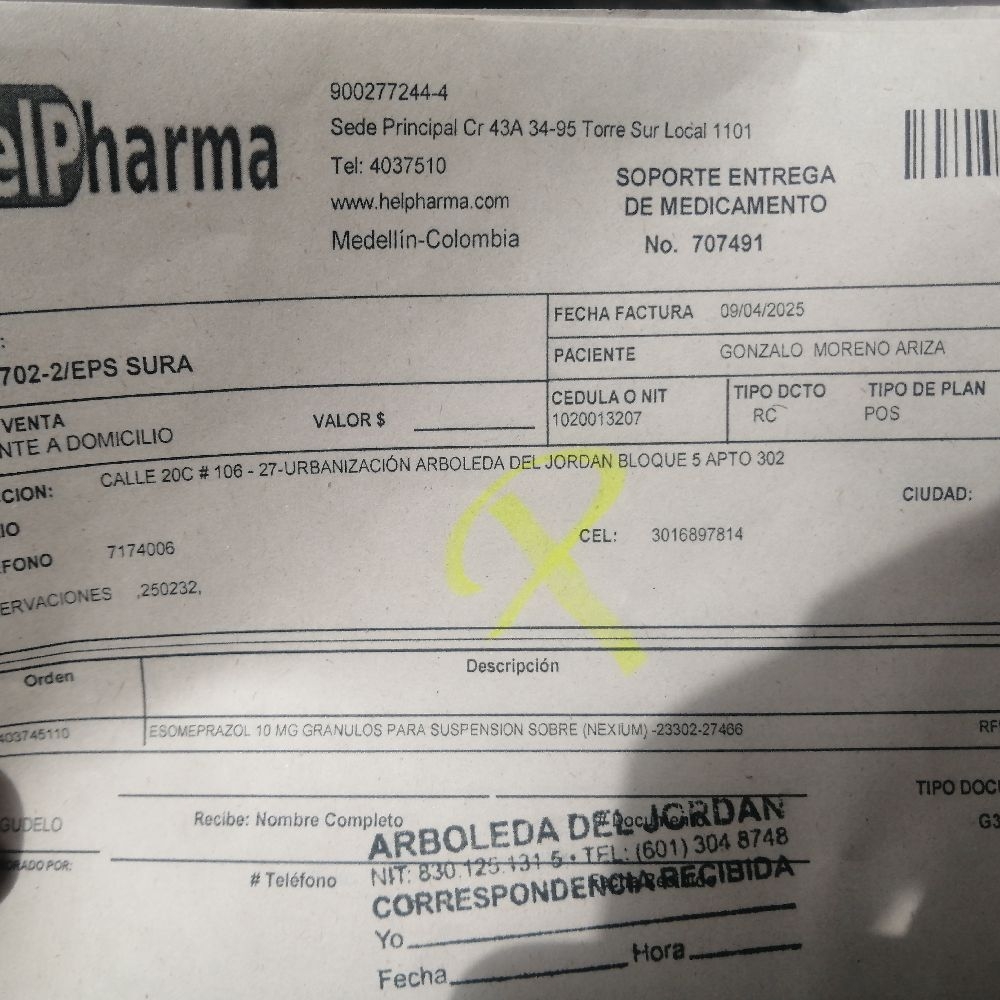 elPharma
900277244-4
Sede Principal Cr 43A 34-95 Torre Sur Local 1101
Tel: 4037510
www.helpharma.com
Medellín-Colombia
SOPORTE ENTREGA
DE MEDICAMENTO
No. 707491
:
702-2/EPS SURA
FECHA FACTURA 09/04/2025
PACIENTE GONZALO MORENO ARIZA
VENTA
NTE A DOMICILIO
VALOR $
CEDULA O NIT
1020013207
TIPO DCTO
RC
TIPO DE PLAN
POS
CION: CALLE 20C # 106 - 27-URBANIZACIÓN ARBOLEDA DEL JORDAN BLOQUE 5 APTO 302
CIUDAD:
IO
FONO 7174006
CEL: 3016897814
ERVACIONES ,250232,
Orden
Descripción
403745110
ESOMEPRAZOL 10 MG GRANULOS PARA SUSPENSION SOBRE (NEXIUM) -23302-27466
RF
TIPO DOCU
G3
GUDELO
Recibe: Nombre Completo
# Documento
ORADO POR:
# Teléfono
ARBOLEDA DEL JORDAN
NIT: 830.125.131-5 • TEL: (601) 304 8748
CORRESPONDENCIA RECIBIDA
Yo
Fecha Hora